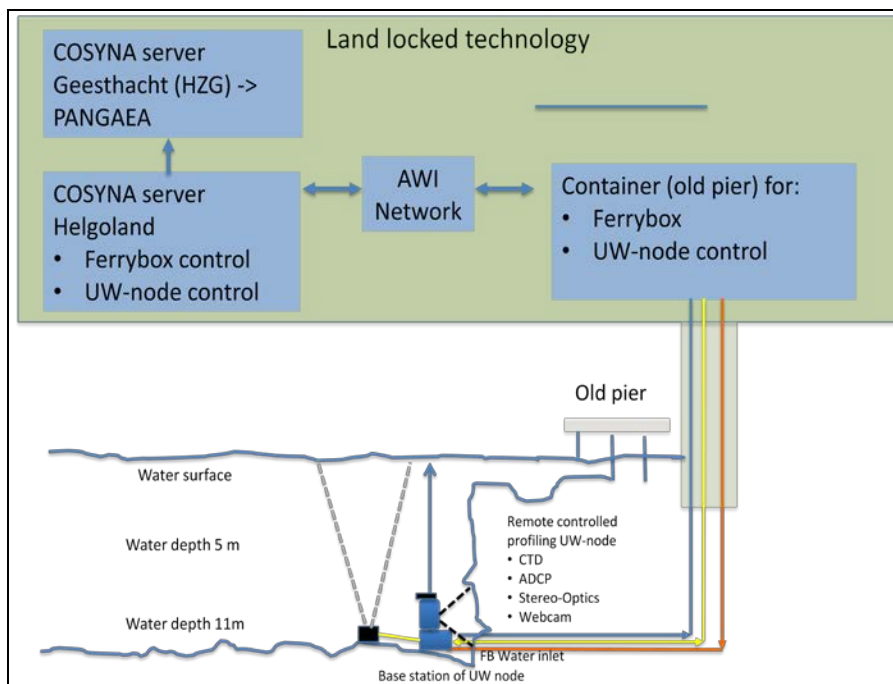 Land locked technology
COSYNA server
Geesthacht (HZG) ->
PANGAEA
COSYNA server
Helgoland
• Ferrybox control
• UW-node control
AWI
Network
Container (old pier) for:
• Ferrybox
• UW-node control
Old pier
Water surface
Water depth 5 m
Water depth 11m
Remote controlled
profiling UW-node
• CTD
• ADCP
• Stereo-Optics
• Webcam
FB Water inlet
Base station of UW node